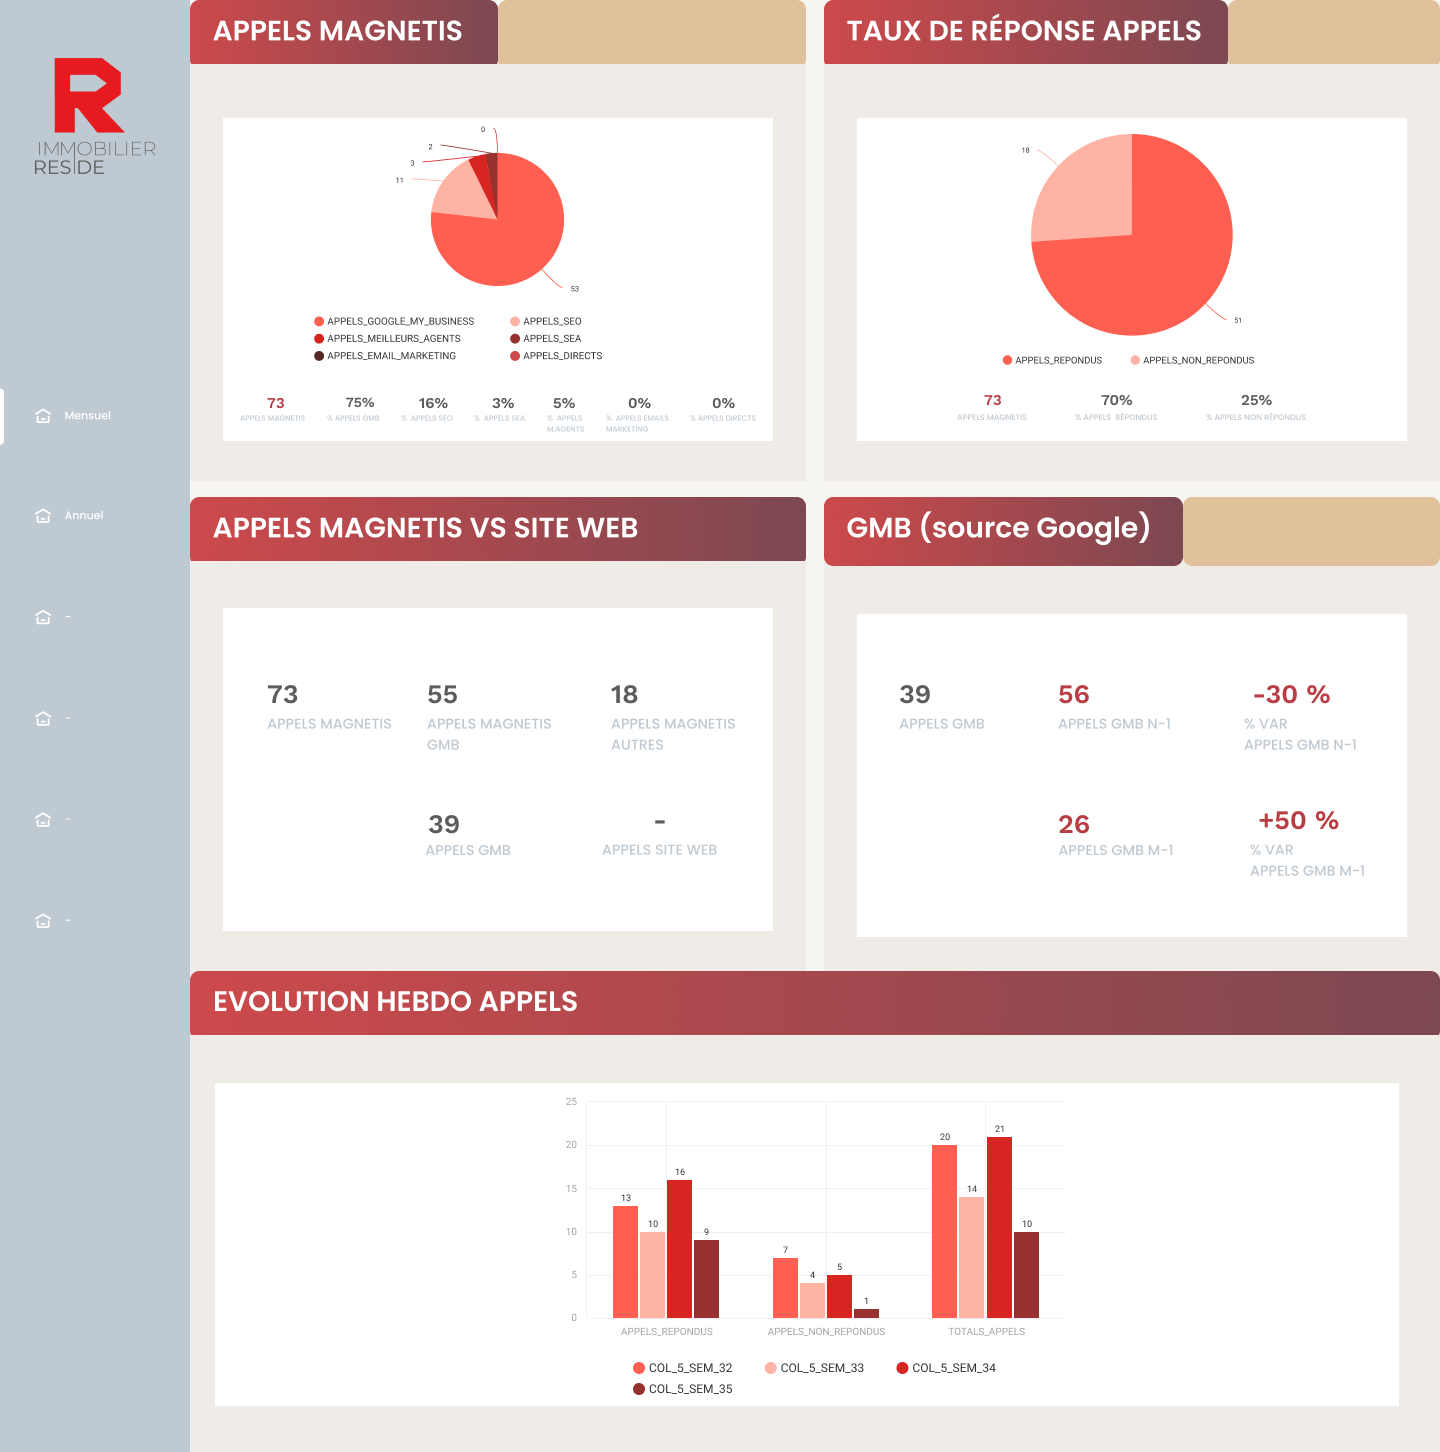 IMMOBILIER
RESIDE
Mensuel
Annuel
-
-
-
-
APPELS MAGNETIS
0
2
3
11
53
APPELS_GOOGLE_MY_BUSINESS
APPELS_SEO
APPELS_MEILLEURS_AGENTS
APPELS_SEA
APPELS_EMAIL_MARKETING
APPELS_DIRECTS
73
75%
16%
3%
5%
0%
0%
APPELS MAGNETIS
% APPELS GMB
% APPELS SEO
% APPELS SEA
% APPELS
M.AGENTS
% APPELS EMAILS
MARKETING
% APPELS DIRECTS
TAUX DE RÉPONSE APPELS
18
51
APPELS_REPONDUS
APPELS_NON_REPONDUS
73
70%
25%
APPELS MAGNETIS
% APPELS RÉPONDUS
% APPELS NON RÉPONDUS
APPELS MAGNETIS VS SITE WEB
73
55
18
APPELS MAGNETIS
APPELS MAGNETIS
GMB
APPELS MAGNETIS
AUTRES
39
-
APPELS GMB
APPELS SITE WEB
GMB (source Google)
39
56
-30 %
APPELS GMB
APPELS GMB N-1
% VAR
APPELS GMB N-1
26
+50 %
APPELS GMB M-1
% VAR
APPELS GMB M-1
EVOLUTION HEBDO APPELS
25
20
15
10
5
0
13
10
16
9
7
4
5
1
20
14
21
10
APPELS_REPONDUS
APPELS_NON_REPONDUS
TOTALS_APPELS
COL_5_SEM_32
COL_5_SEM_33
COL_5_SEM_34
COL_5_SEM_35